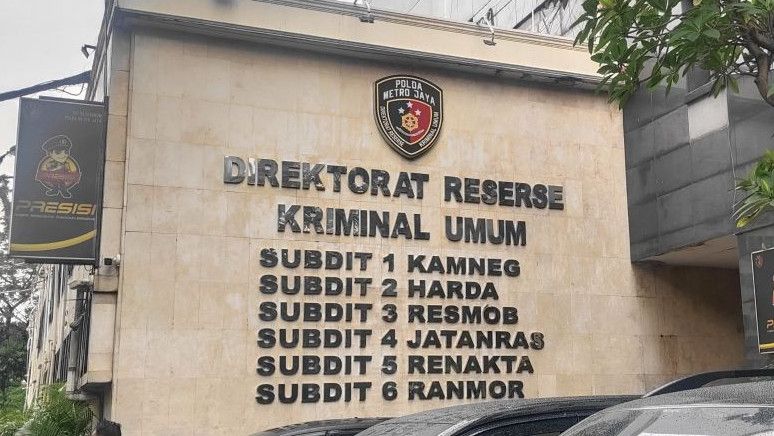 POLDA
METRO JAYA
DIREKTORAT RESERSE
KRIMINAL UMUM
SUBDIT 1 KAMNEG
SUBDIT 2 HARDA
SUBDIT 3 RESMOB
SUBDIT 4 JATANRAS
SUBDIT 5 RENAKTA
SUBDIT 6 RANMOR
PRESISI